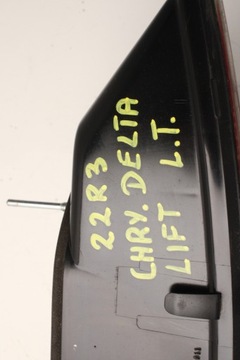 22R3
CHRY. DELTA
LIFT L.T.